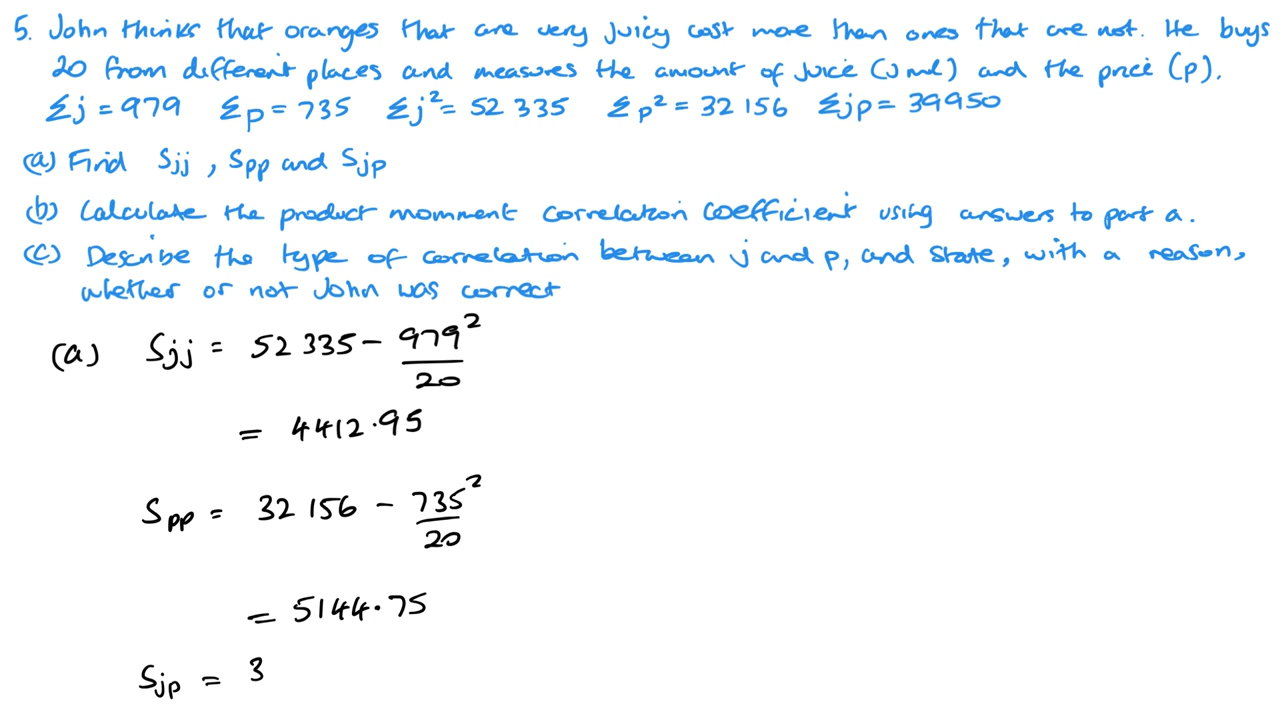 5. John thinks that oranges that are very juicy cost more than ones that are not. He buys
20 from different places and measures the amount of juice (j ml) and the price (p).
Σj = 979 Σp = 735 Σj² = 52 335 Σp² = 32 156 Σjp = 39950
(a) Find Sjj, Spp and Sjp
(b) Calculate the product momment correlation coefficient using answers to part a.
(c) Describe the type of correlation between j and p, and state, with a reason,
whether or not John was correct
(a) Sjj = 52 335 - 979²/20
= 4412.95
Spp = 32 156 - 735²/20
= 5144.75
Sjp = 3